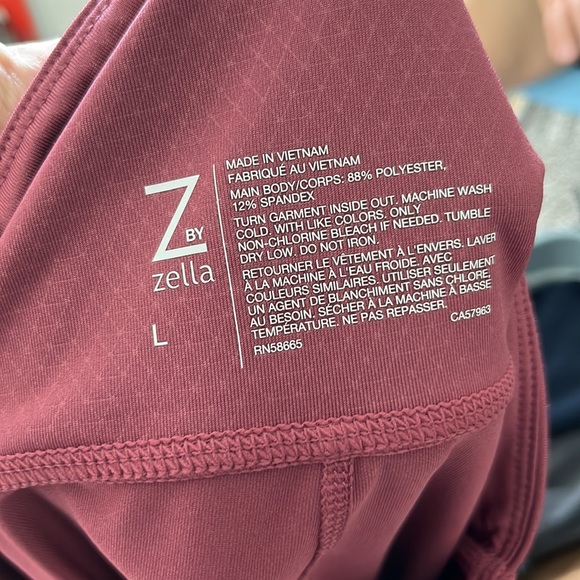 Z
BY
zella
L
MADE IN VIETNAM
FABRIQUÉ AU VIETNAM
MAIN BODY/CORPS: 88% POLYESTER,
12% SPANDEX
TURN GARMENT INSIDE OUT. MACHINE WASH
COLD. WITH LIKE COLORS. ONLY
NON-CHLORINE BLEACH IF NEEDED. TUMBLE
DRY LOW. DO NOT IRON.
RETOURNER LE VÊTEMENT À L'ENVERS. LAVER
À LA MACHINE À L'EAU FROIDE. AVEC
COULEURS SIMILAIRES. UTILISER SEULEMENT
UN AGENT DE BLANCHIMENT SANS CHLORE,
AU BESOIN. SÉCHER À LA MACHINE À BASSE
TEMPÉRATURE. NE PAS REPASSER.
RN58665 CA57963